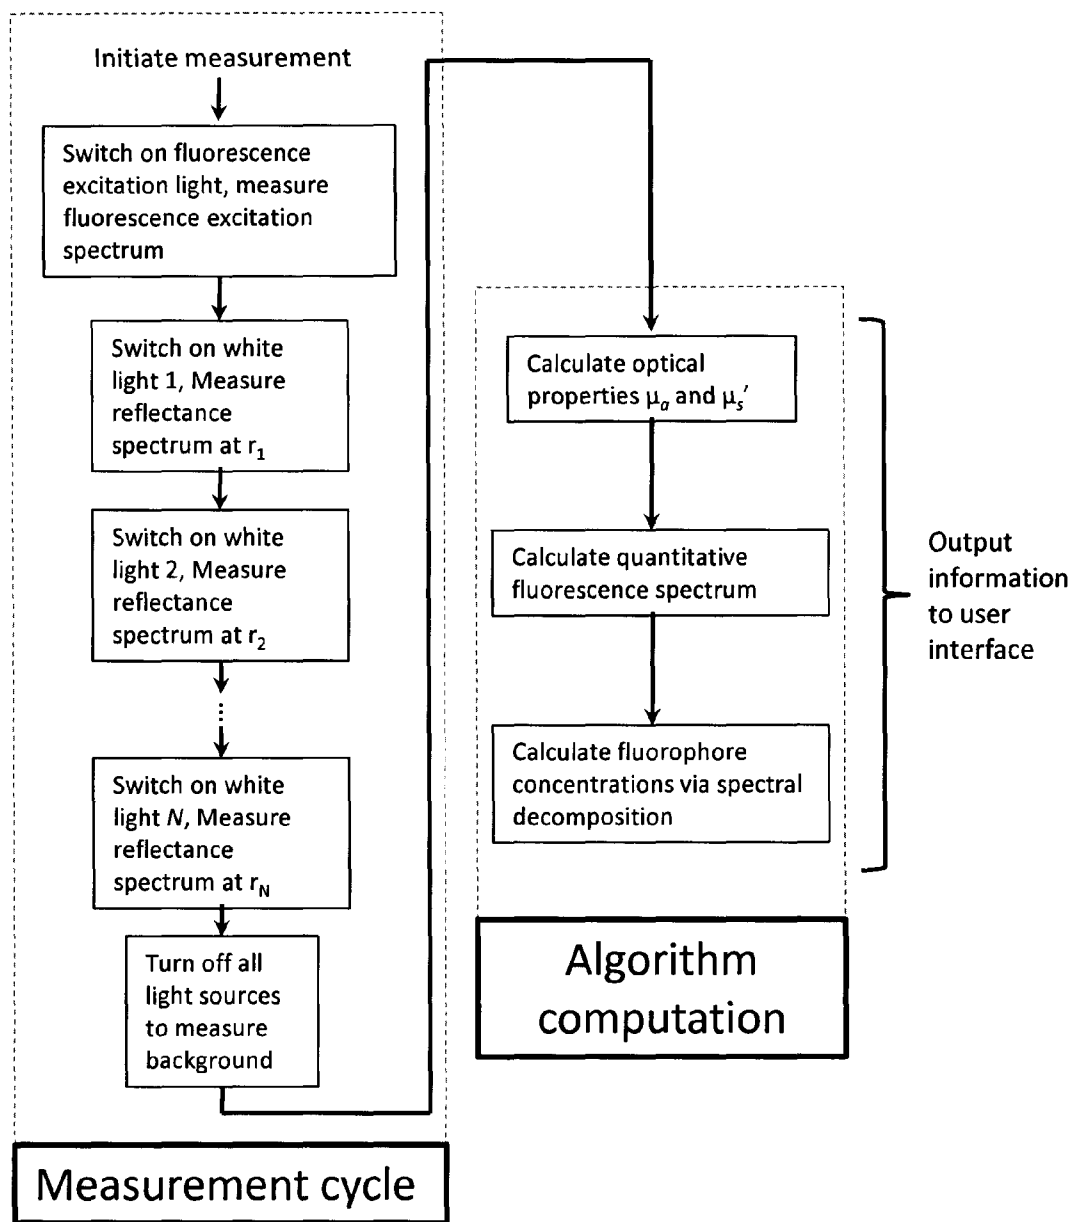 Initiate measurement
Switch on fluorescence
excitation light, measure
fluorescence excitation
spectrum
Switch on white
light 1, Measure
reflectance
spectrum at r₁
Switch on white
light 2, Measure
reflectance
spectrum at r₂
Switch on white
light N, Measure
reflectance
spectrum at r_N
Turn off all
light sources
to measure
background
Measurement cycle
Calculate optical
properties μₐ and μₛ'
Calculate quantitative
fluorescence spectrum
Calculate fluorophore
concentrations via spectral
decomposition
Algorithm
computation
Output
information
to user
interface